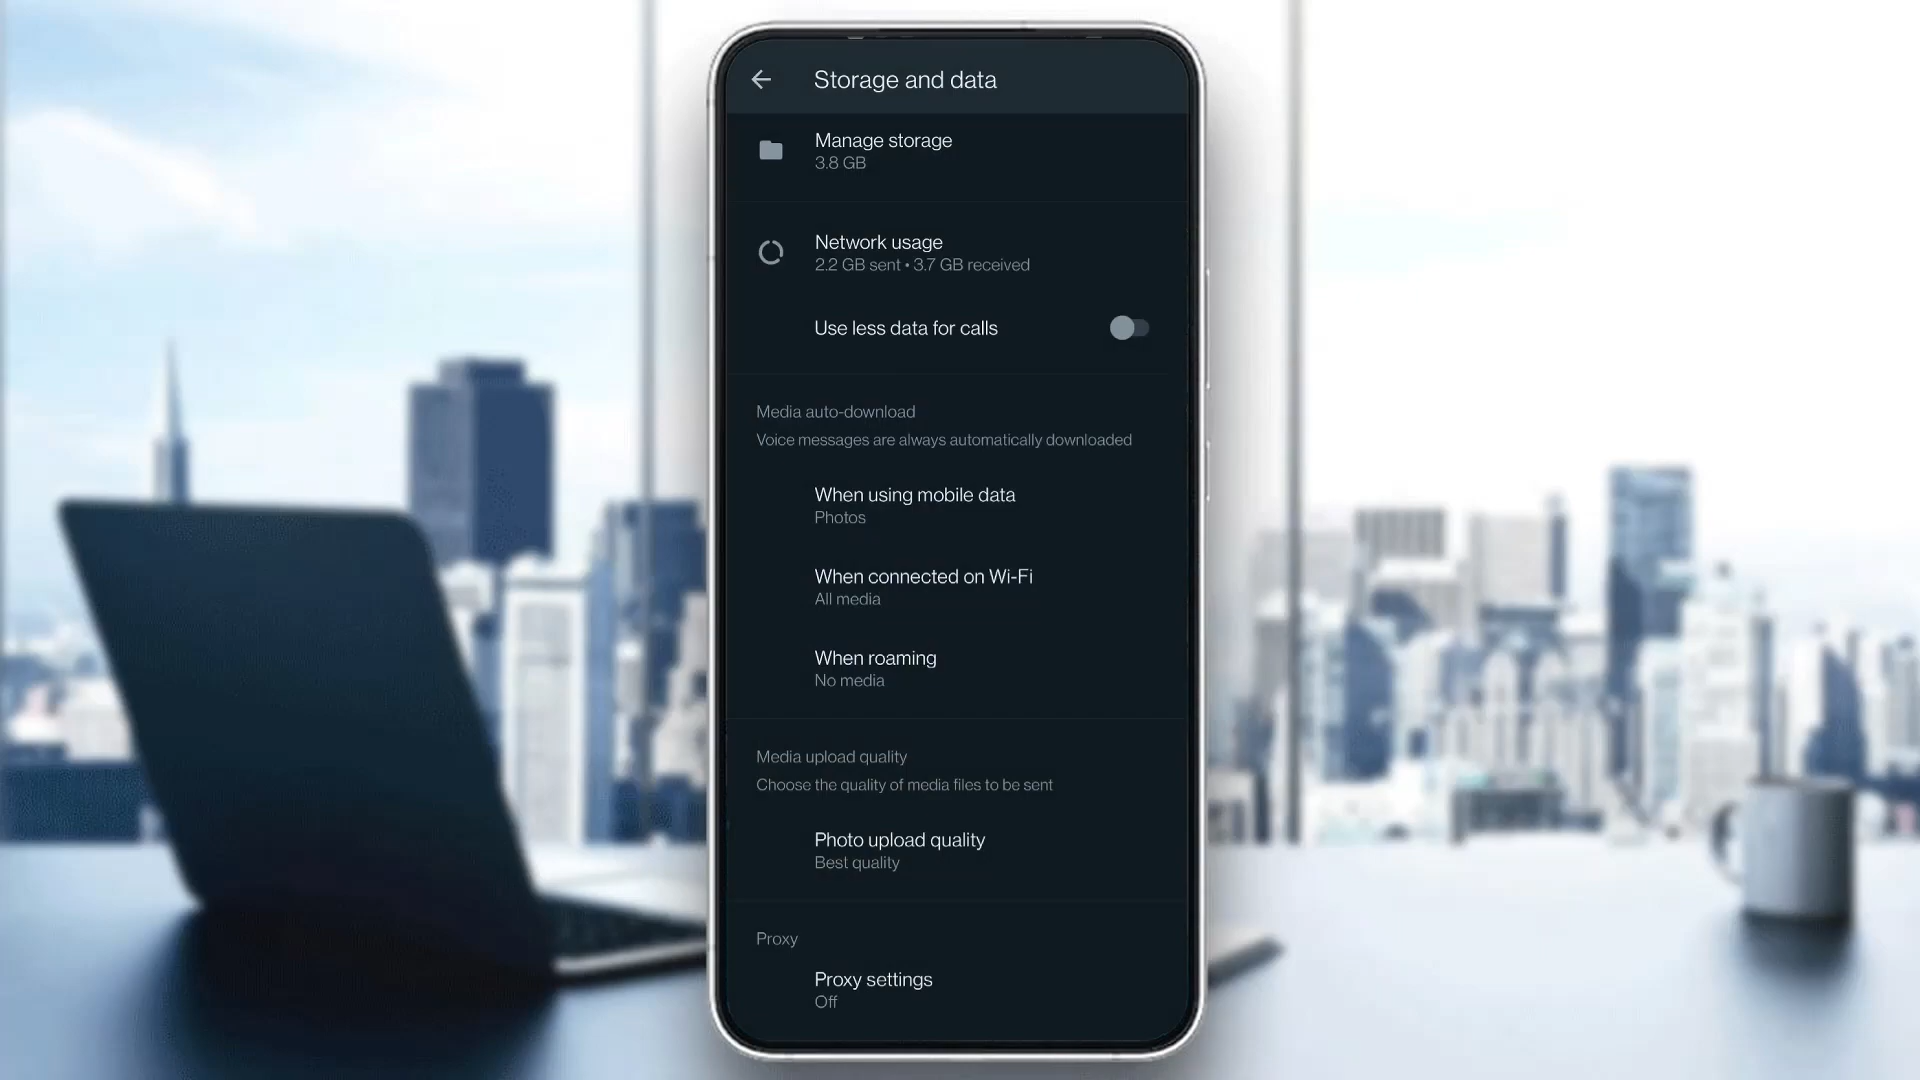 Storage and data
Manage storage
3.8 GB
Network usage
2.2 GB sent • 3.7 GB received
Use less data for calls
Media auto-download
Voice messages are always automatically downloaded
When using mobile data
Photos
When connected on Wi-Fi
All media
When roaming
No media
Media upload quality
Choose the quality of media files to be sent
Photo upload quality
Best quality
Proxy
Proxy settings
Off